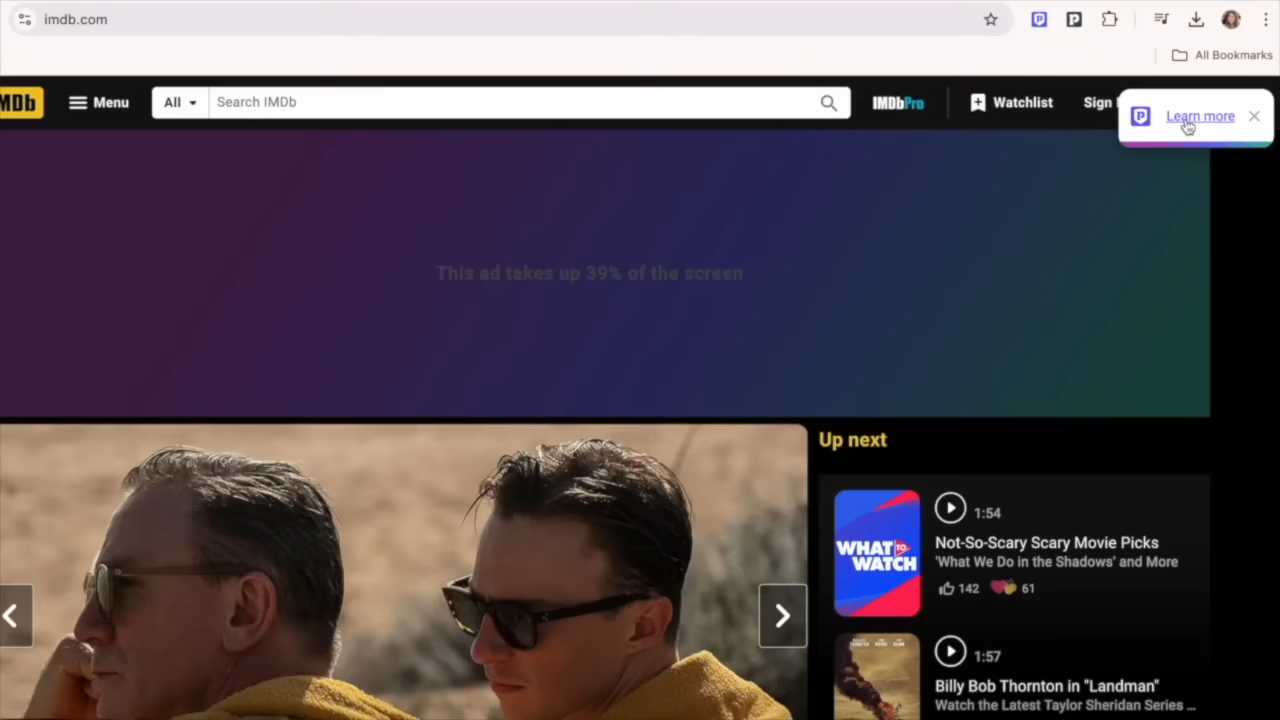 imdb.com
All Bookmarks
MDb
Menu
All
Search IMDb
IMDbPro
Watchlist
Sign
Learn more
This ad takes up 39% of the screen
Up next
WHAT TO WATCH
1:54
Not-So-Scary Scary Movie Picks
'What We Do in the Shadows' and More
142
61
1:57
Billy Bob Thornton in "Landman"
Watch the Latest Taylor Sheridan Series ...